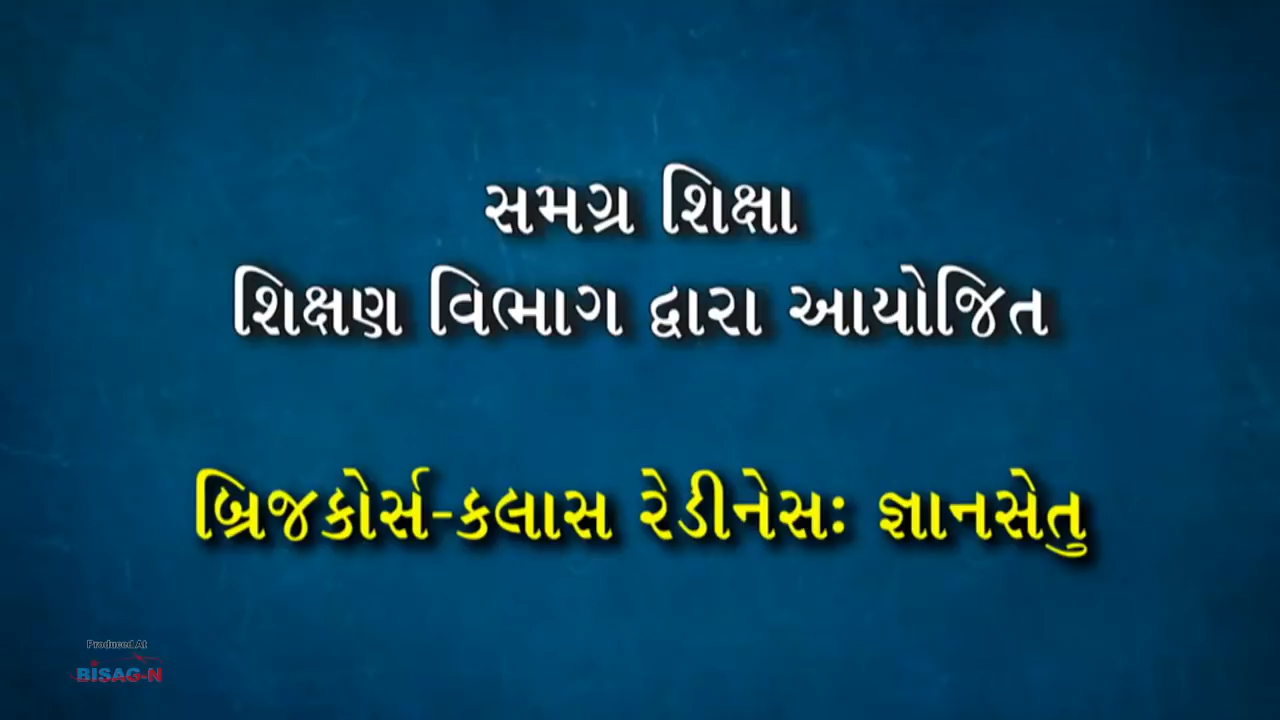 સમગ્ર શિક્ષા
શિક્ષણ વિભાગ દ્વારા આયોજિત
બ્રિજકોર્સ-કલાસ રેડીનેસઃ જ્ઞાનસેતુ
Produced At
BISAG-N